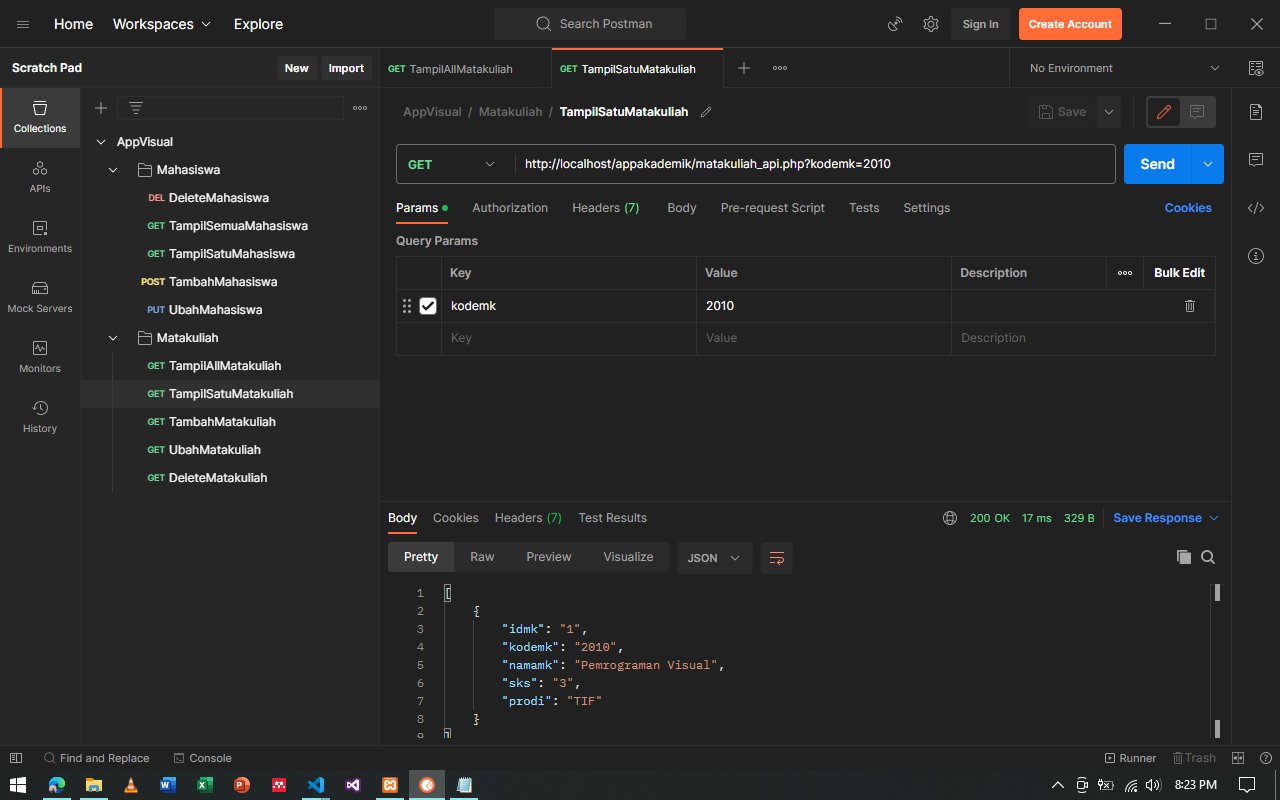 Home Workspaces Explore Search Postman Sign In Create Account
Scratch Pad New Import GET TampilAllMatakuliah GET TampilSatuMatakuliah No Environment
AppVisual / Matakuliah / TampilSatuMatakuliah Save
Collections
APIs
Environments
Mock Servers
Monitors
History
AppVisual
Mahasiswa
DEL DeleteMahasiswa
GET TampilSemuaMahasiswa
GET TampilSatuMahasiswa
POST TambahMahasiswa
PUT UbahMahasiswa
Matakuliah
GET TampilAllMatakuliah
GET TampilSatuMatakuliah
GET TambahMatakuliah
GET UbahMatakuliah
GET DeleteMatakuliah
GET http://localhost/appakademik/matakuliah_api.php?kodemk=2010 Send
Params Authorization Headers (7) Body Pre-request Script Tests Settings Cookies
Query Params
Key Value Description Bulk Edit
kodemk 2010
Key Value Description
Body Cookies Headers (7) Test Results 200 OK 17 ms 329 B Save Response
Pretty Raw Preview Visualize JSON
1 [
2 {
3 "idmk": "1",
4 "kodemk": "2010",
5 "namamk": "Pemrograman Visual",
6 "sks": "3",
7 "prodi": "TIF"
8 }
9 ]
Find and Replace Console Runner Trash
8:23 PM